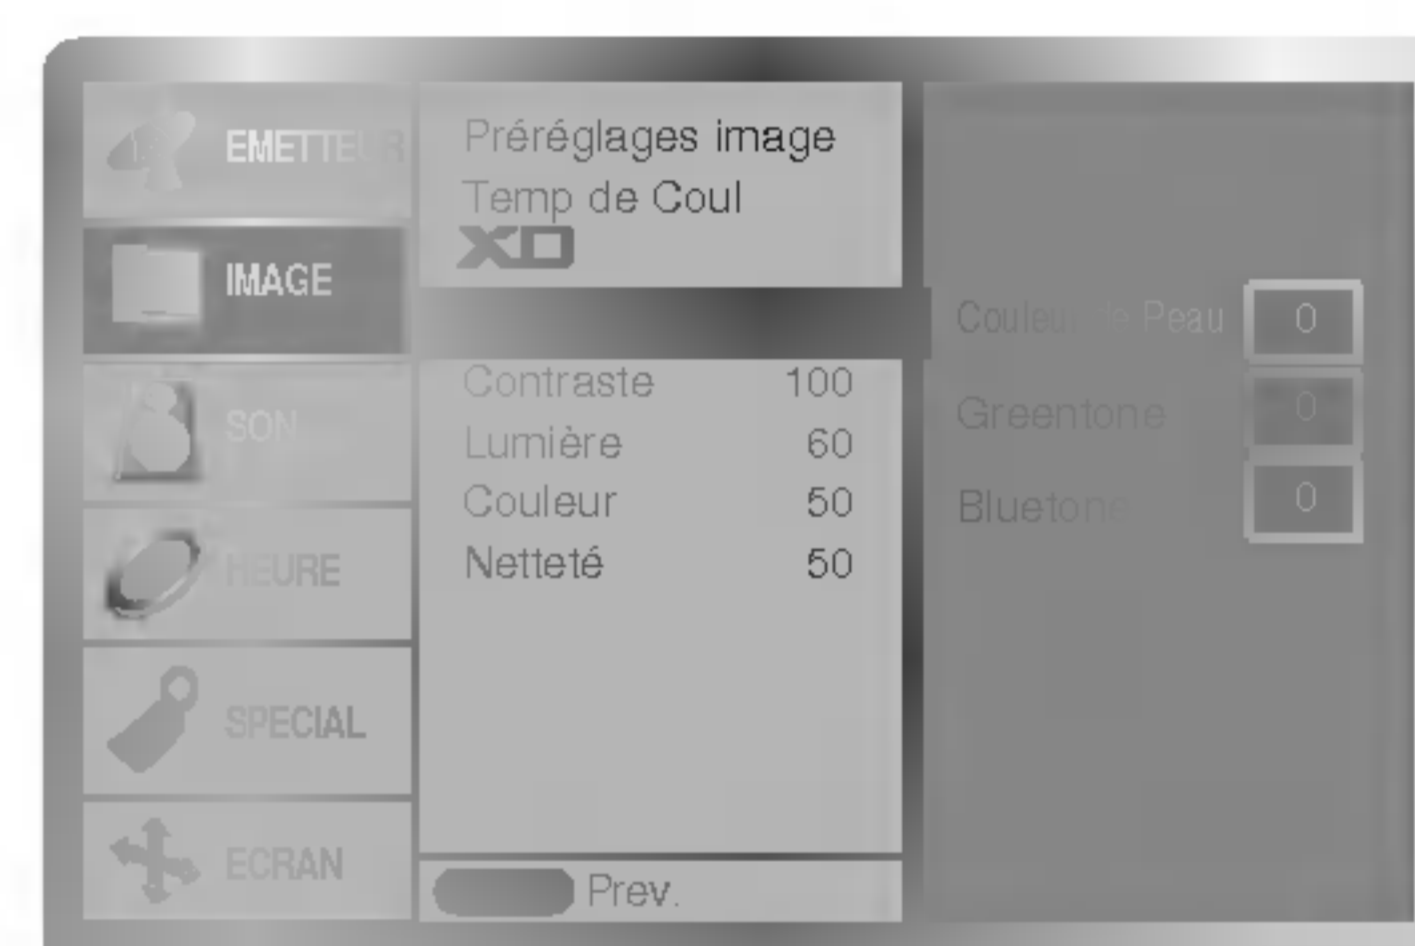 EMETTEUR
IMAGE
SON
HEURE
SPECIAL
ECRAN
Préréglages image
Temp de Coul
XD
Contraste 100
Lumière 60
Couleur 50
Netteté 50
Prev.
Couleur de Peau 0
Greentone 0
Bluetone 0